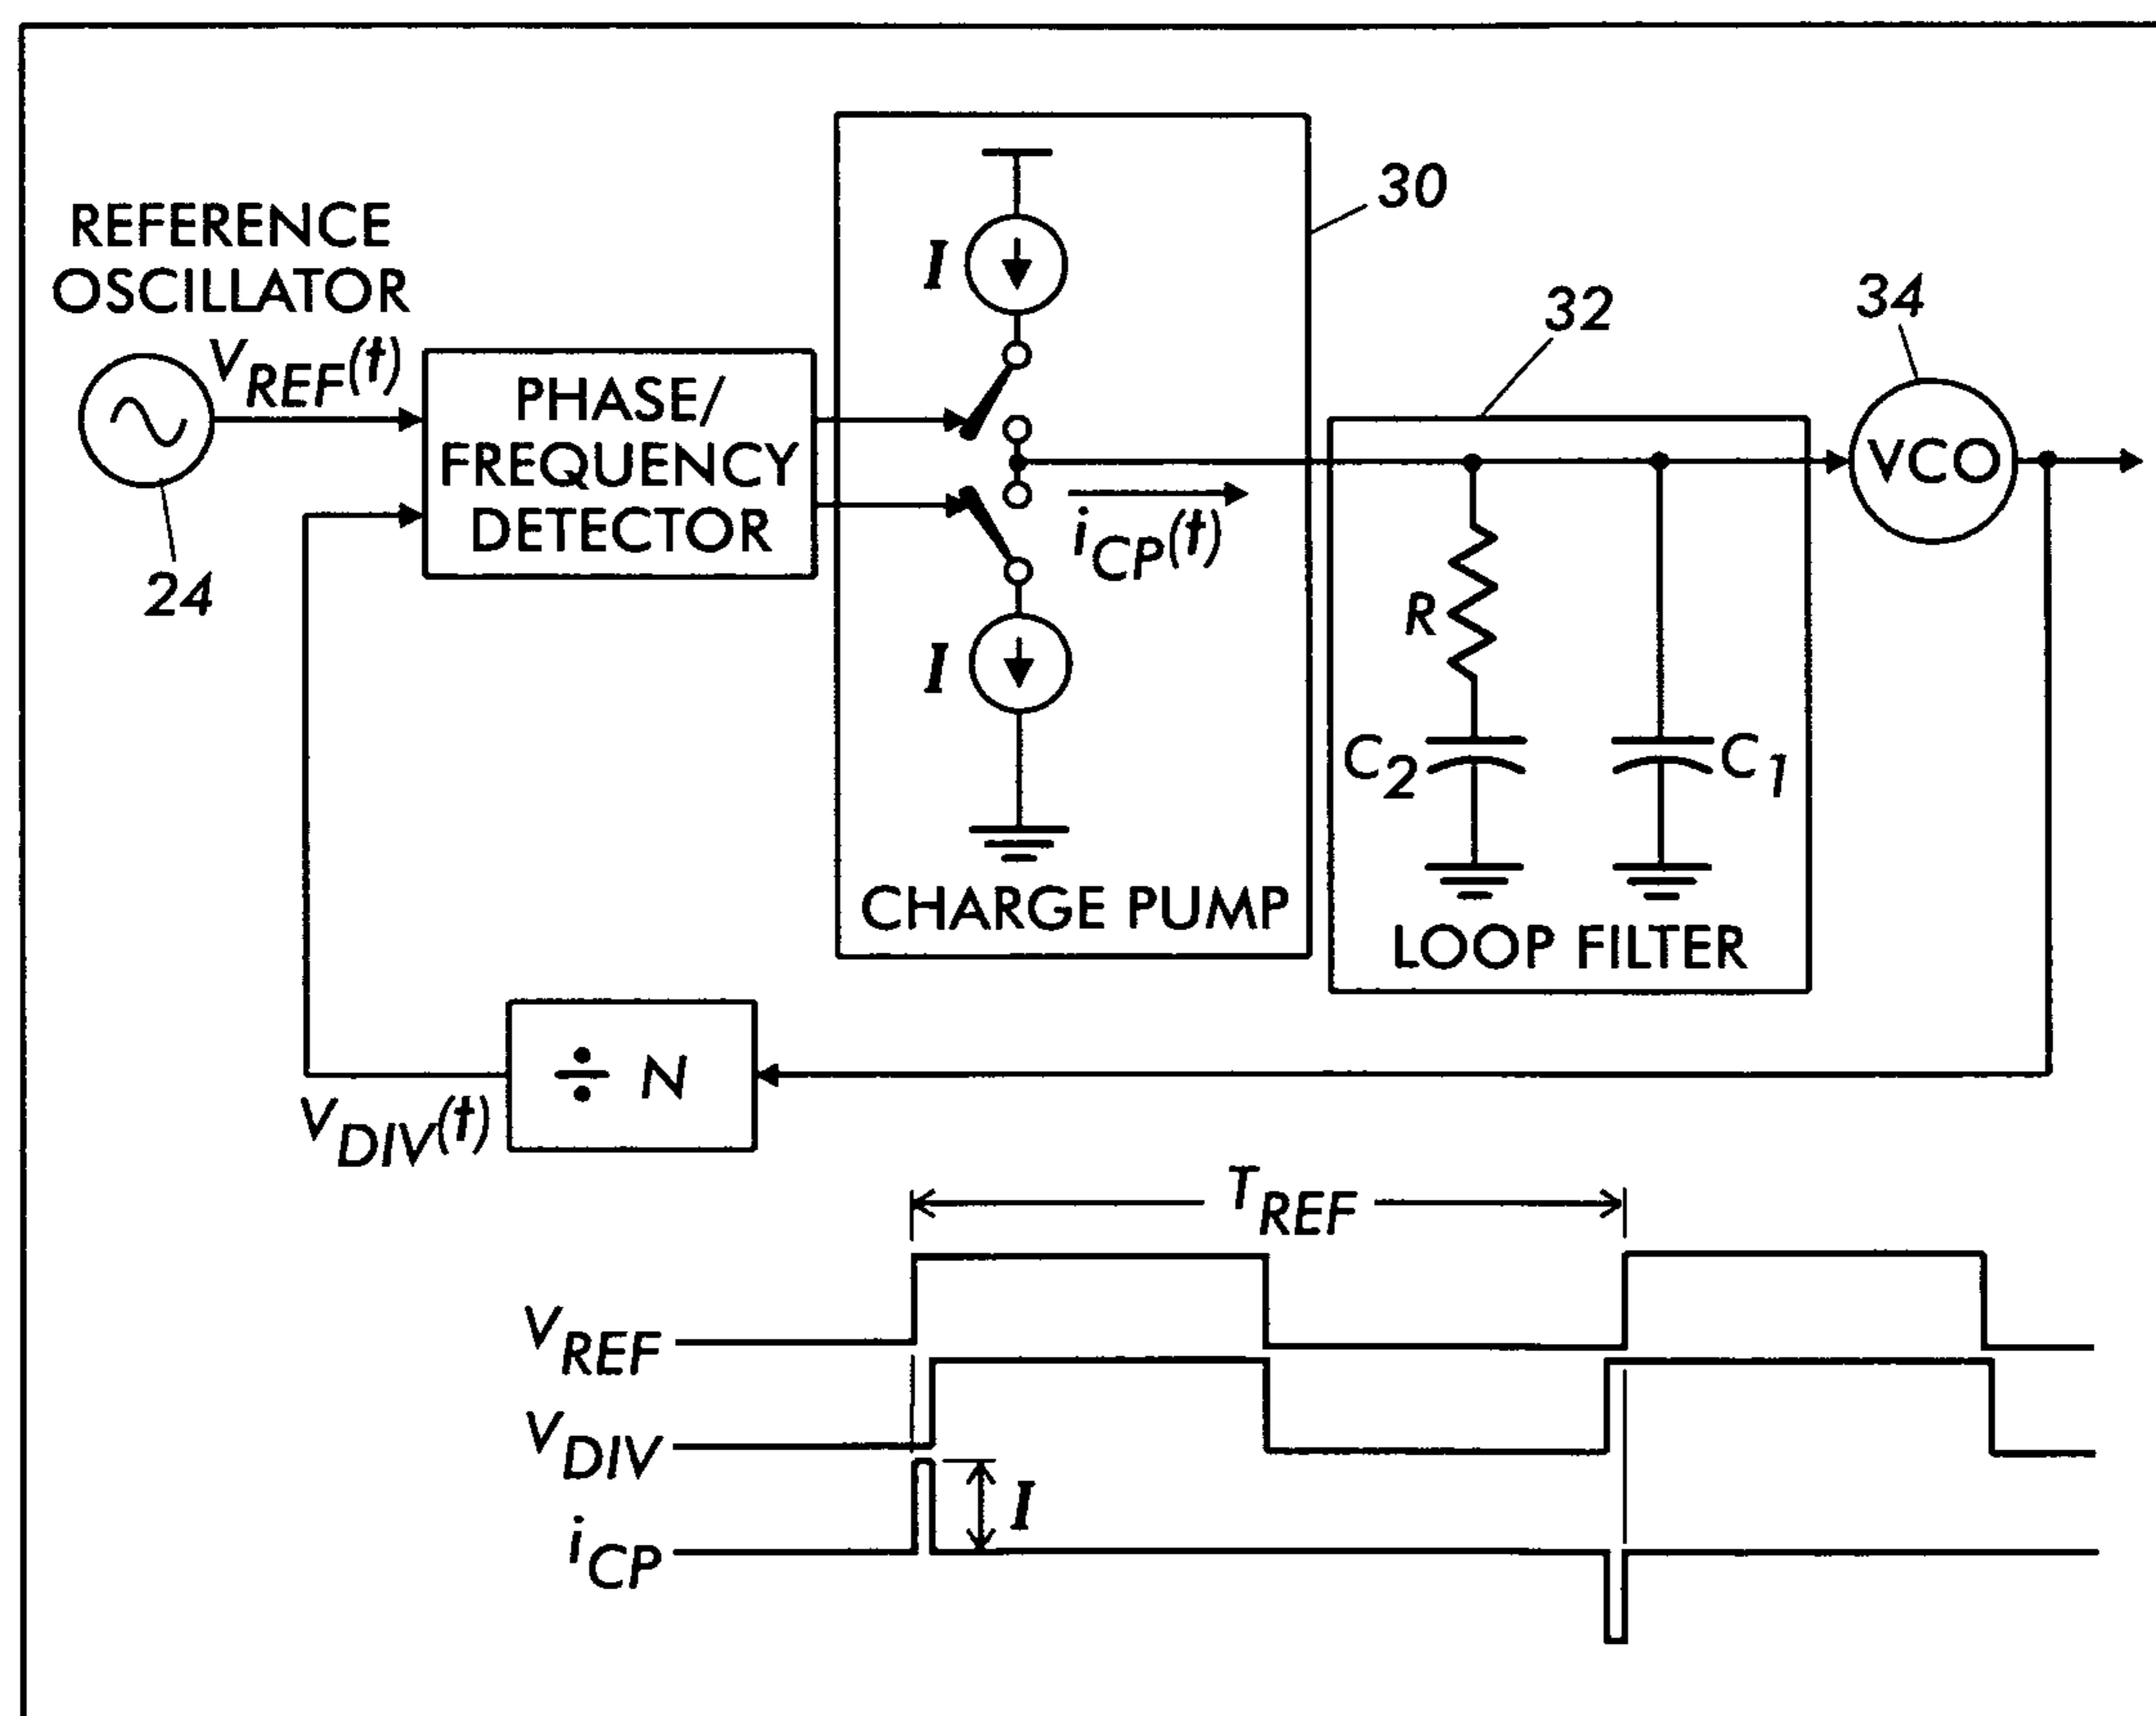 REFERENCE
OSCILLATOR
V_REF(t)
24
PHASE/
FREQUENCY
DETECTOR
I
I
30
i_CP(t)
CHARGE PUMP
32
R
C_2
C_1
LOOP FILTER
34
VCO
÷ N
V_DIV(t)
T_REF
V_REF
V_DIV
I
i_CP